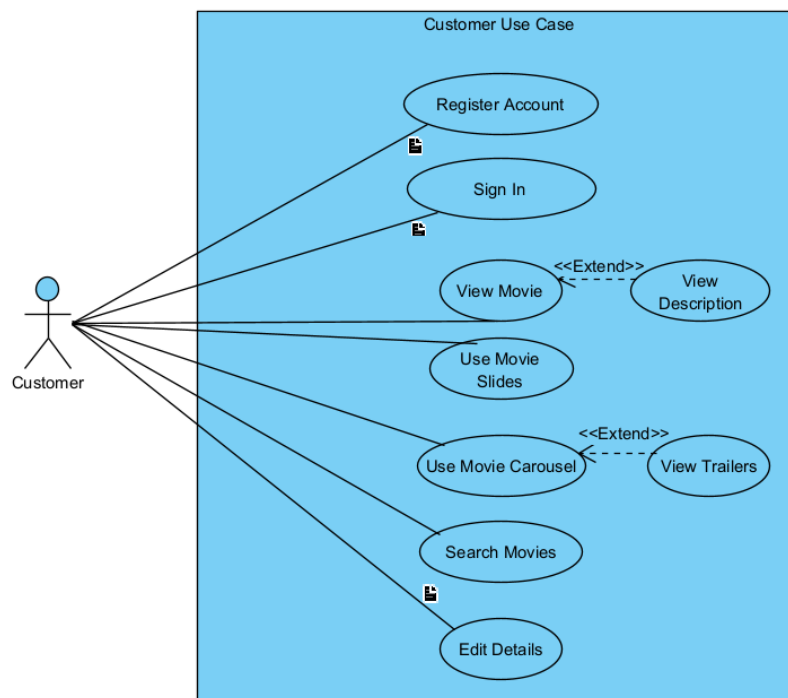 Customer Use Case
Register Account
Sign In
<<Extend>>
View Movie
View
Description
Use Movie
Slides
Customer
<<Extend>>
Use Movie Carousel
View Trailers
Search Movies
Edit Details